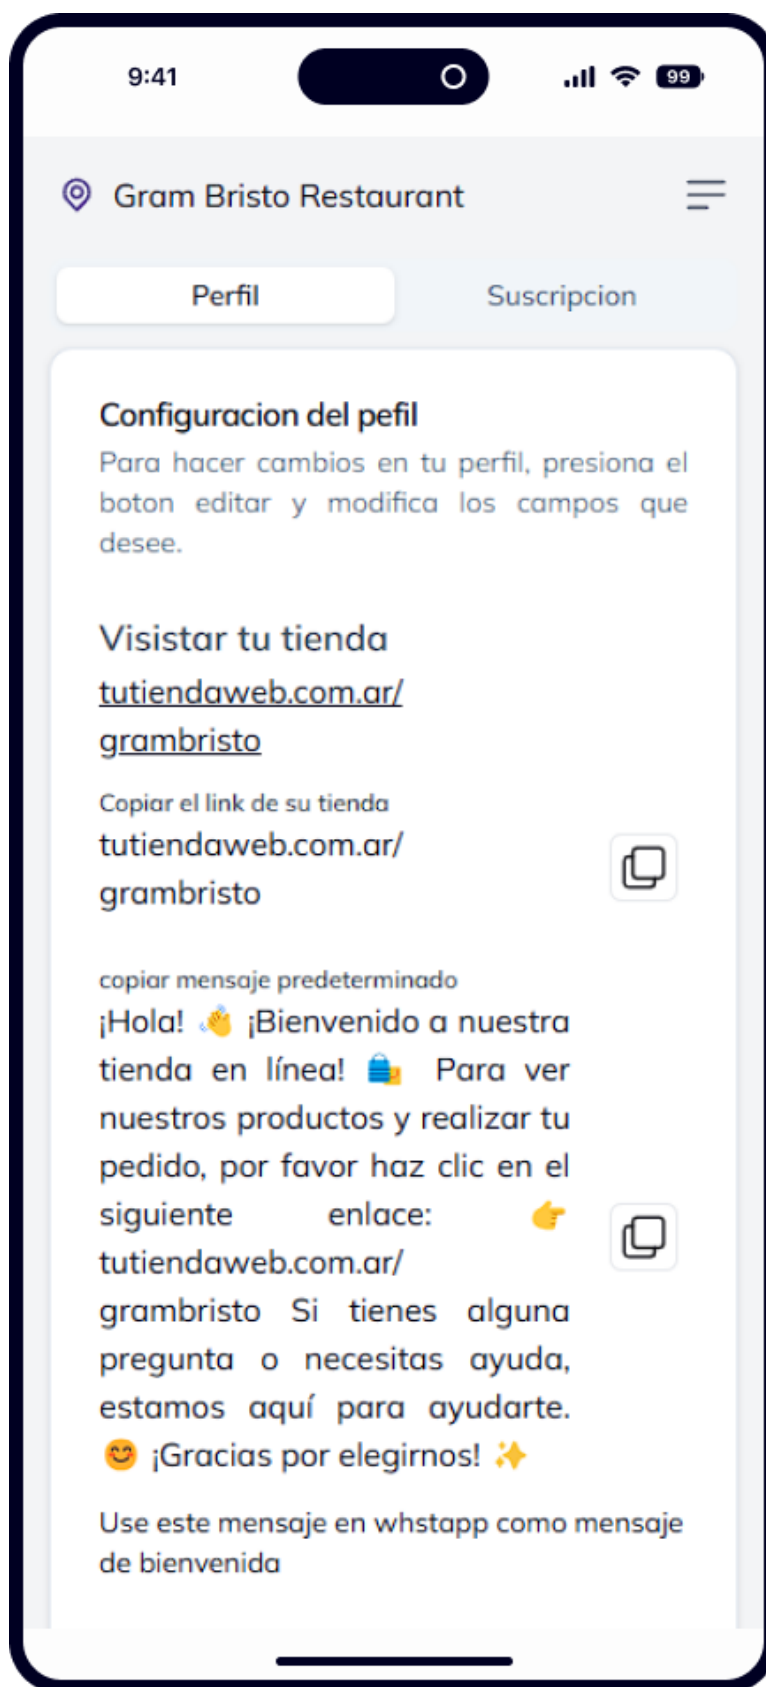 9:41
99
Gram Bristo Restaurant
Perfil
Suscripcion
Configuracion del pefil
Para hacer cambios en tu perfil, presiona el
boton editar y modifica los campos que
desee.
Visistar tu tienda
tutiendaweb.com.ar/
grambristo
Copiar el link de su tienda
tutiendaweb.com.ar/
grambristo
copiar mensaje predeterminado
¡Hola! 👋 ¡Bienvenido a nuestra
tienda en línea! 🛍️ Para ver
nuestros productos y realizar tu
pedido, por favor haz clic en el
siguiente enlace: 👉
tutiendaweb.com.ar/
grambristo Si tienes alguna
pregunta o necesitas ayuda,
estamos aquí para ayudarte.
😊 ¡Gracias por elegirnos! ✨
Use este mensaje en whstapp como mensaje
de bienvenida